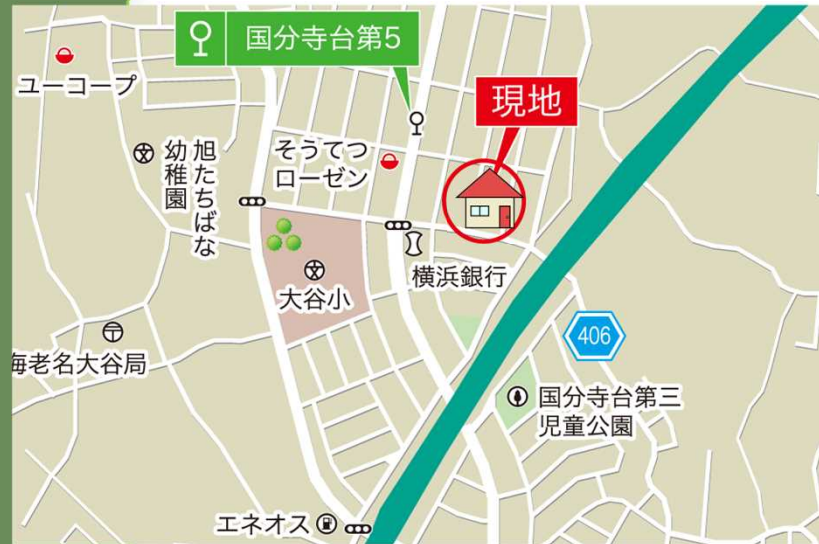 国分寺台第5
ユーコープ
現地
旭たちばな
幼稚園
そうてつ
ローゼン
大谷小
横浜銀行
406
海老名大谷局
国分寺台第三
児童公園
エネオス